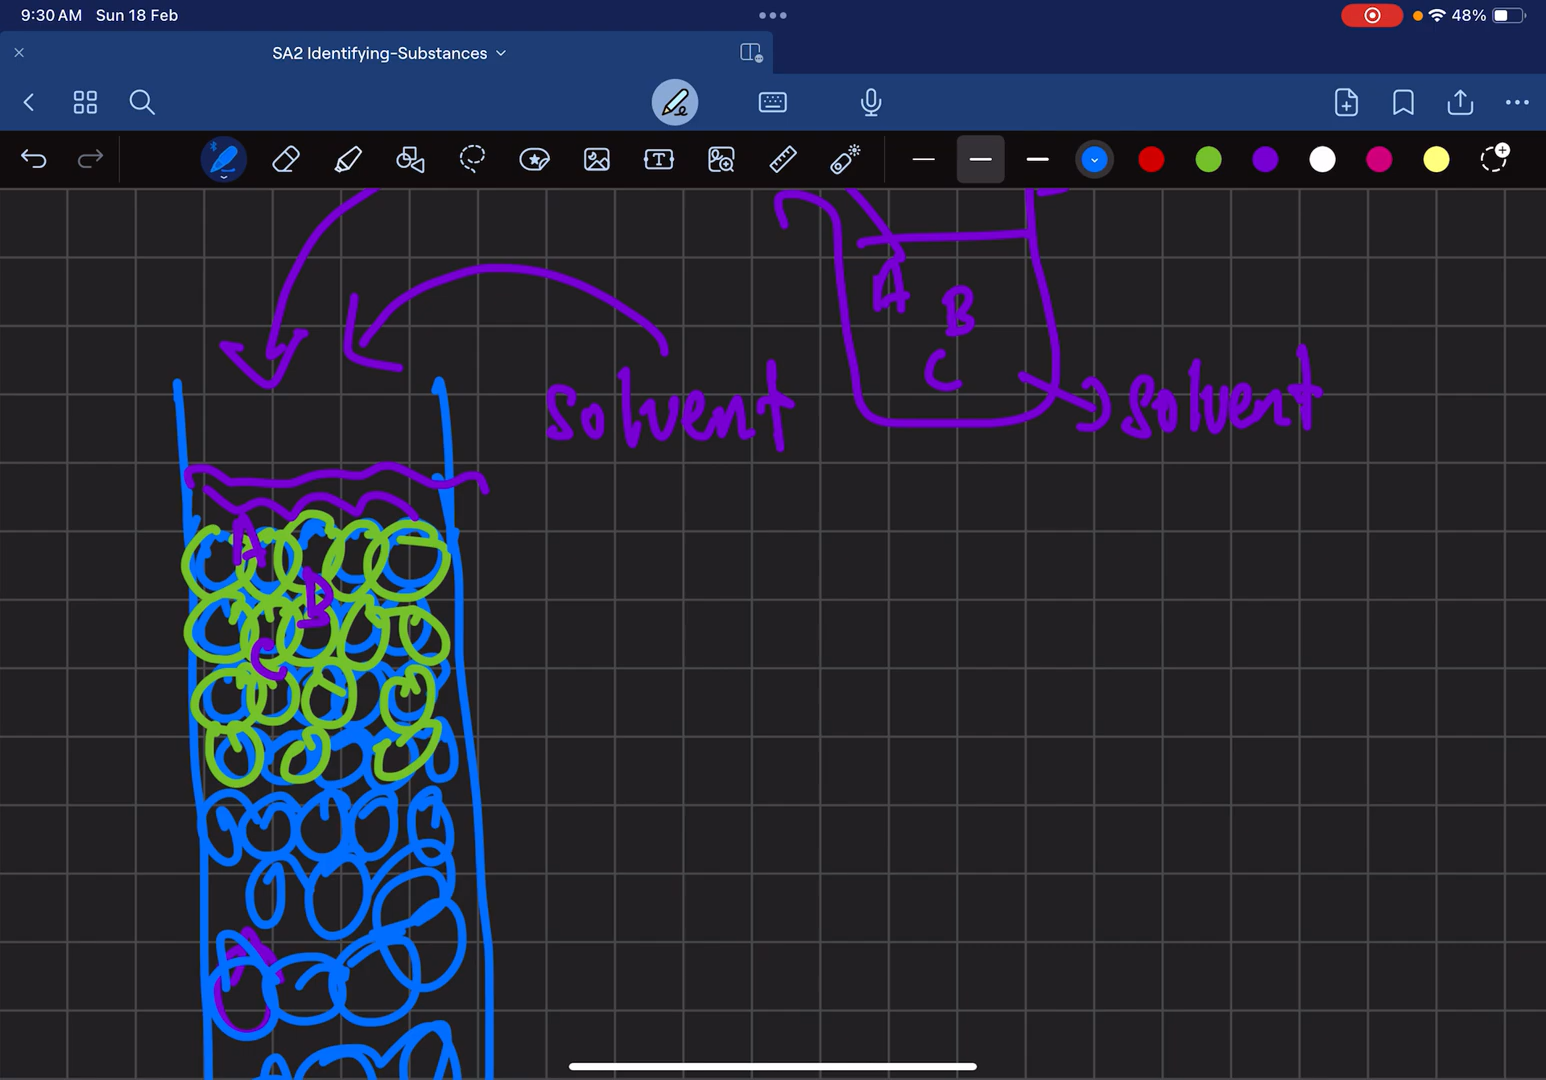 9:30 AM Sun 18 Feb
48%
SA2 Identifying-Substances
T
A
B
C
Solvent
Solvent
A
B
C